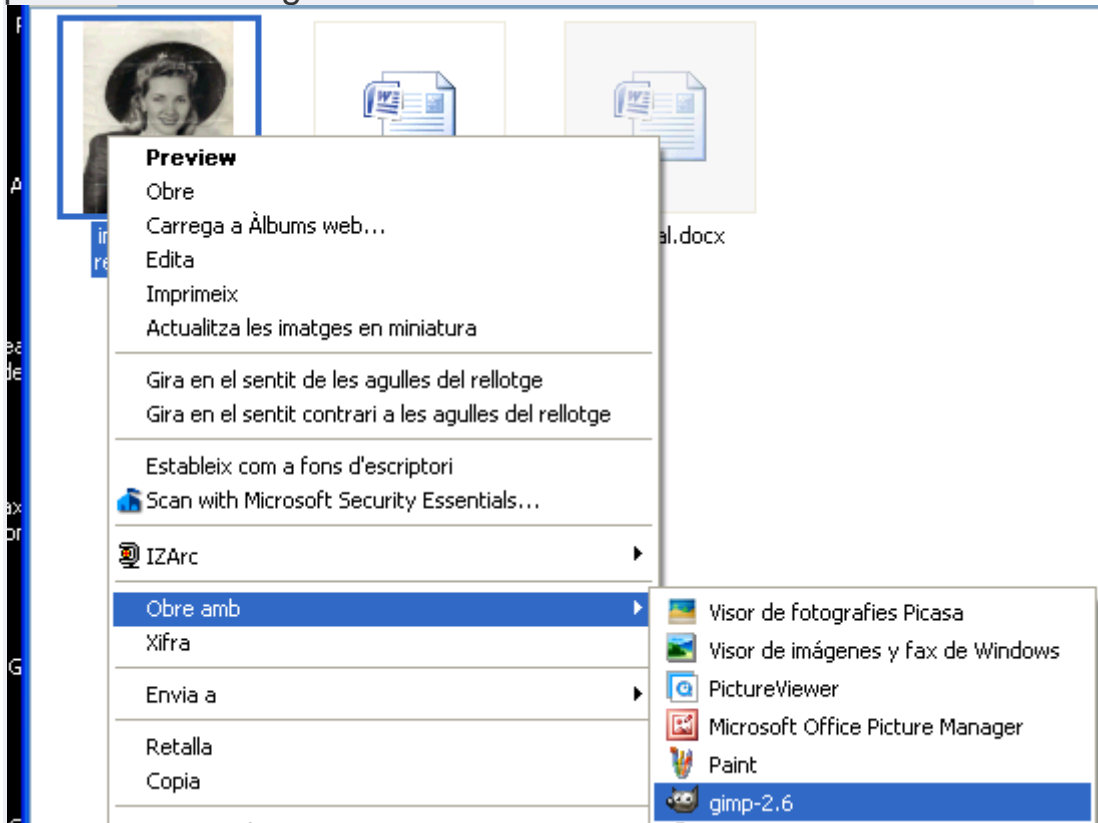 al.docx
Preview
Obre
Carrega a Àlbums web...
Edita
Imprimeix
Actualitza les imatges en miniatura
Gira en el sentit de les agulles del rellotge
Gira en el sentit contrari a les agulles del rellotge
Estableix com a fons d'escriptori
Scan with Microsoft Security Essentials...
IZArc
Obre amb
Xifra
Envia a
Retalla
Copia
Visor de fotografies Picasa
Visor de imágenes y fax de Windows
PictureViewer
Microsoft Office Picture Manager
Paint
gimp-2.6